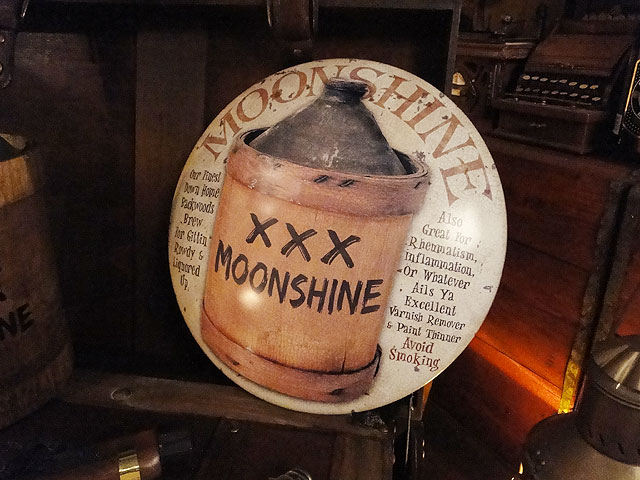 MOONSHINE
Our Finest
Down Home
Backwoods
Brew
For Gittin'
Rowdy &
Liquored
Up.
XXX
MOONSHINE
Also
Great For
Rheumatism,
Inflammation,
Or Whatever
Ails Ya
Excellent
Varnish Remover
& Paint Thinner
Avoid
Smoking
NE